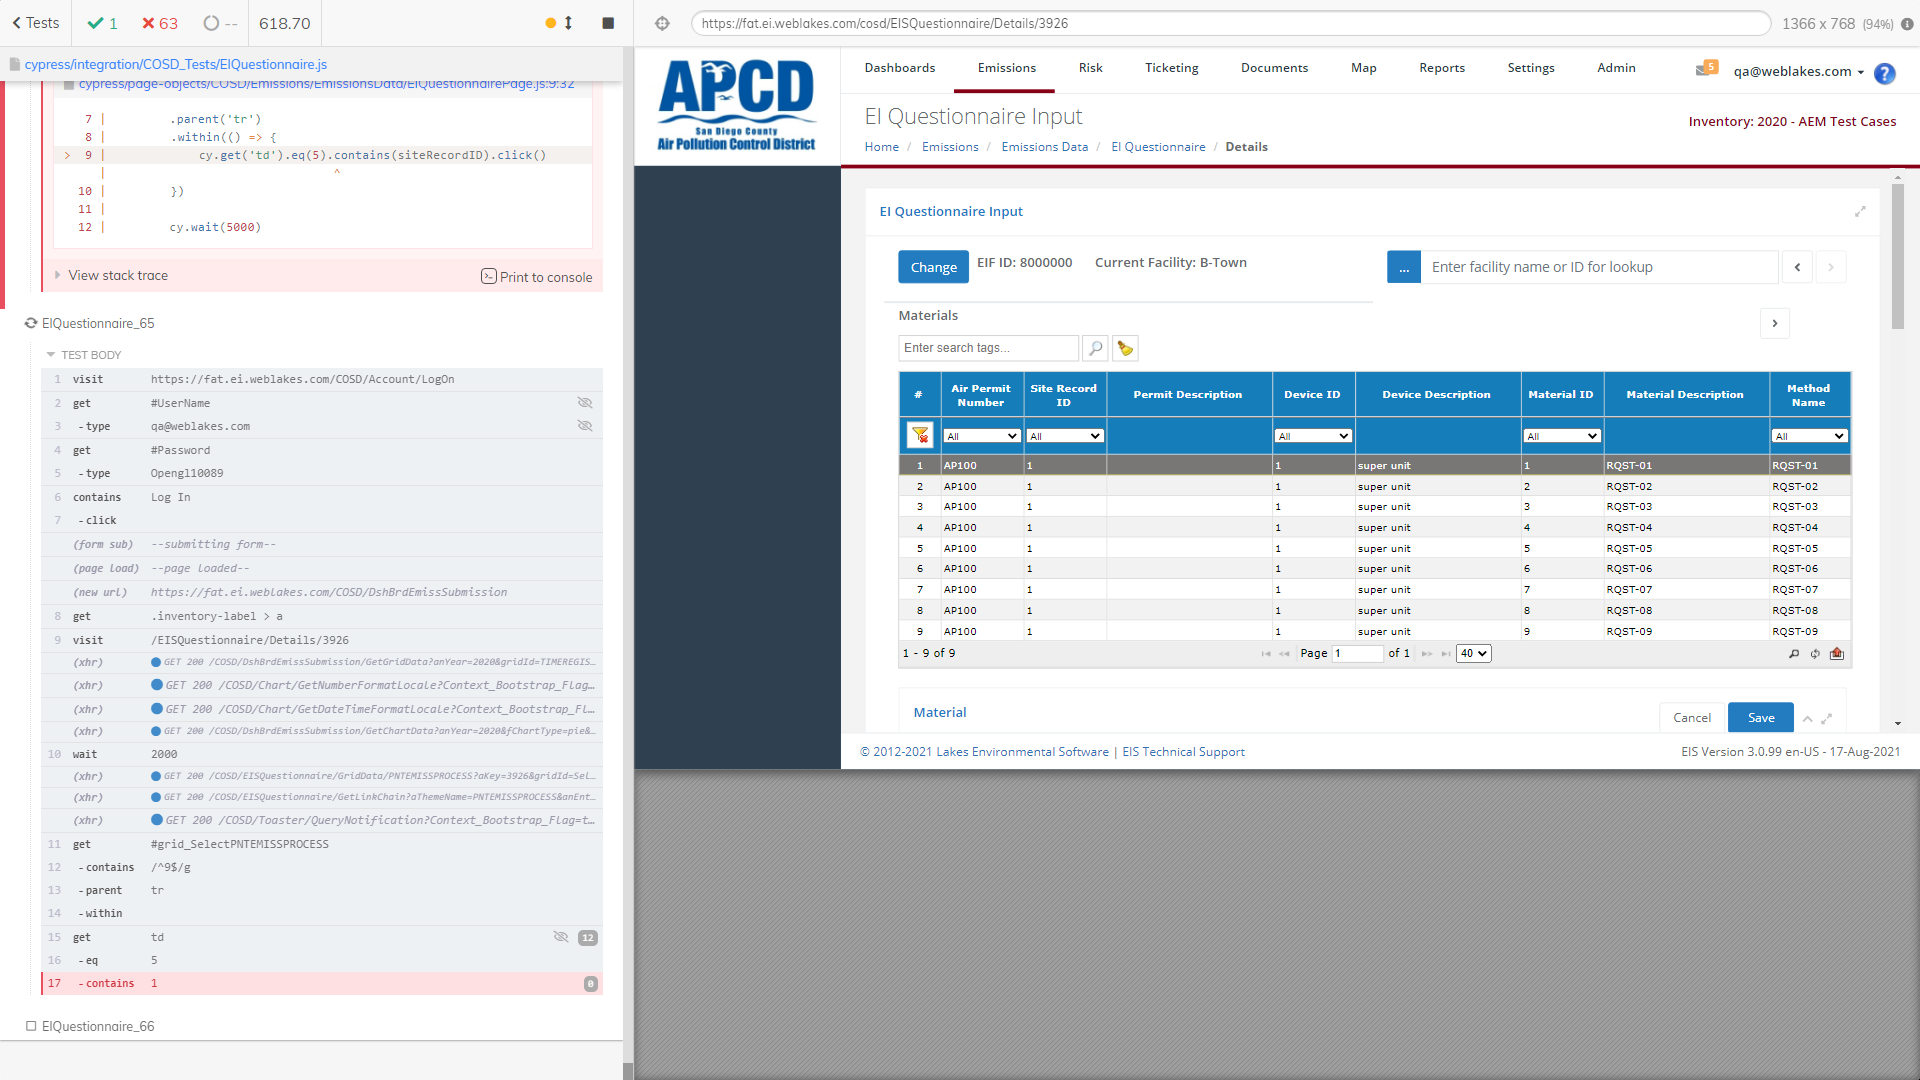 Tests
1
63
--
618.70
cypress/integration/COSD_Tests/EIQuestionnaire.js
cypress/page-objects/COSD/Emissions/EmissionsData/EIQuestionnairePage.js:9:32
7 | .parent('tr')
8 | .within(() => {
> 9 | cy.get('td').eq(5).contains(siteRecordID).click()
| ^
10 | })
11 |
12 | cy.wait(5000)
View stack trace
Print to console
EIQuestionnaire_65
TEST BODY
1 visit https://fat.ei.weblakes.com/COSD/Account/LogOn
2 get #UserName
3 -type qa@weblakes.com
4 get #Password
5 -type Opengl10089
6 contains Log In
7 -click
(form sub) --submitting form--
(page load) --page loaded--
(new url) https://fat.ei.weblakes.com/COSD/DshBrdEmissSubmission
8 get .inventory-label > a
9 visit /EISQuestionnaire/Details/3926
(xhr) GET 200 /COSD/DshBrdEmissSubmission/GetGridData?anYear=2020&gridId=TIMEREGIS...
(xhr) GET 200 /COSD/Chart/GetNumberFormatLocale?Context_Bootstrap_Flag...
(xhr) GET 200 /COSD/Chart/GetDateTimeFormatLocale?Context_Bootstrap_Fl...
(xhr) GET 200 /COSD/DshBrdEmissSubmission/GetChartData?anYear=2020&fChartType=pie&...
10 wait 2000
(xhr) GET 200 /COSD/EISQuestionnaire/GridData/PNTEMISSPROCESS?aKey=3926&gridId=Sel...
(xhr) GET 200 /COSD/EISQuestionnaire/GetLinkChain?aThemeName=PNTEMISSPROCESS&anEnt...
(xhr) GET 200 /COSD/Toaster/QueryNotification?Context_Bootstrap_Flag=t...
11 get #grid_SelectPNTEMISSPROCESS
12 -contains /^9$/g
13 -parent tr
14 -within
15 get td 12
16 -eq 5
17 -contains 1 0
EIQuestionnaire_66
https://fat.ei.weblakes.com/cosd/EISQuestionnaire/Details/3926
1366 x 768 (94%)
APCD
San Diego County
Air Pollution Control District
Dashboards Emissions Risk Ticketing Documents Map Reports Settings Admin
5
qa@weblakes.com
?
EI Questionnaire Input
Inventory: 2020 - AEM Test Cases
Home / Emissions / Emissions Data / EI Questionnaire / Details
EI Questionnaire Input
Change EIF ID: 8000000 Current Facility: B-Town
... Enter facility name or ID for lookup
Materials
Enter search tags...
# Air Permit Number Site Record ID Permit Description Device ID Device Description Material ID Material Description Method Name
All All All All All
1 AP100 1 1 super unit 1 RQST-01 RQST-01
2 AP100 1 1 super unit 2 RQST-02 RQST-02
3 AP100 1 1 super unit 3 RQST-03 RQST-03
4 AP100 1 1 super unit 4 RQST-04 RQST-04
5 AP100 1 1 super unit 5 RQST-05 RQST-05
6 AP100 1 1 super unit 6 RQST-06 RQST-06
7 AP100 1 1 super unit 7 RQST-07 RQST-07
8 AP100 1 1 super unit 8 RQST-08 RQST-08
9 AP100 1 1 super unit 9 RQST-09 RQST-09
1 - 9 of 9
Page 1 of 1 40
Material
Cancel Save
© 2012-2021 Lakes Environmental Software | EIS Technical Support
EIS Version 3.0.99 en-US - 17-Aug-2021